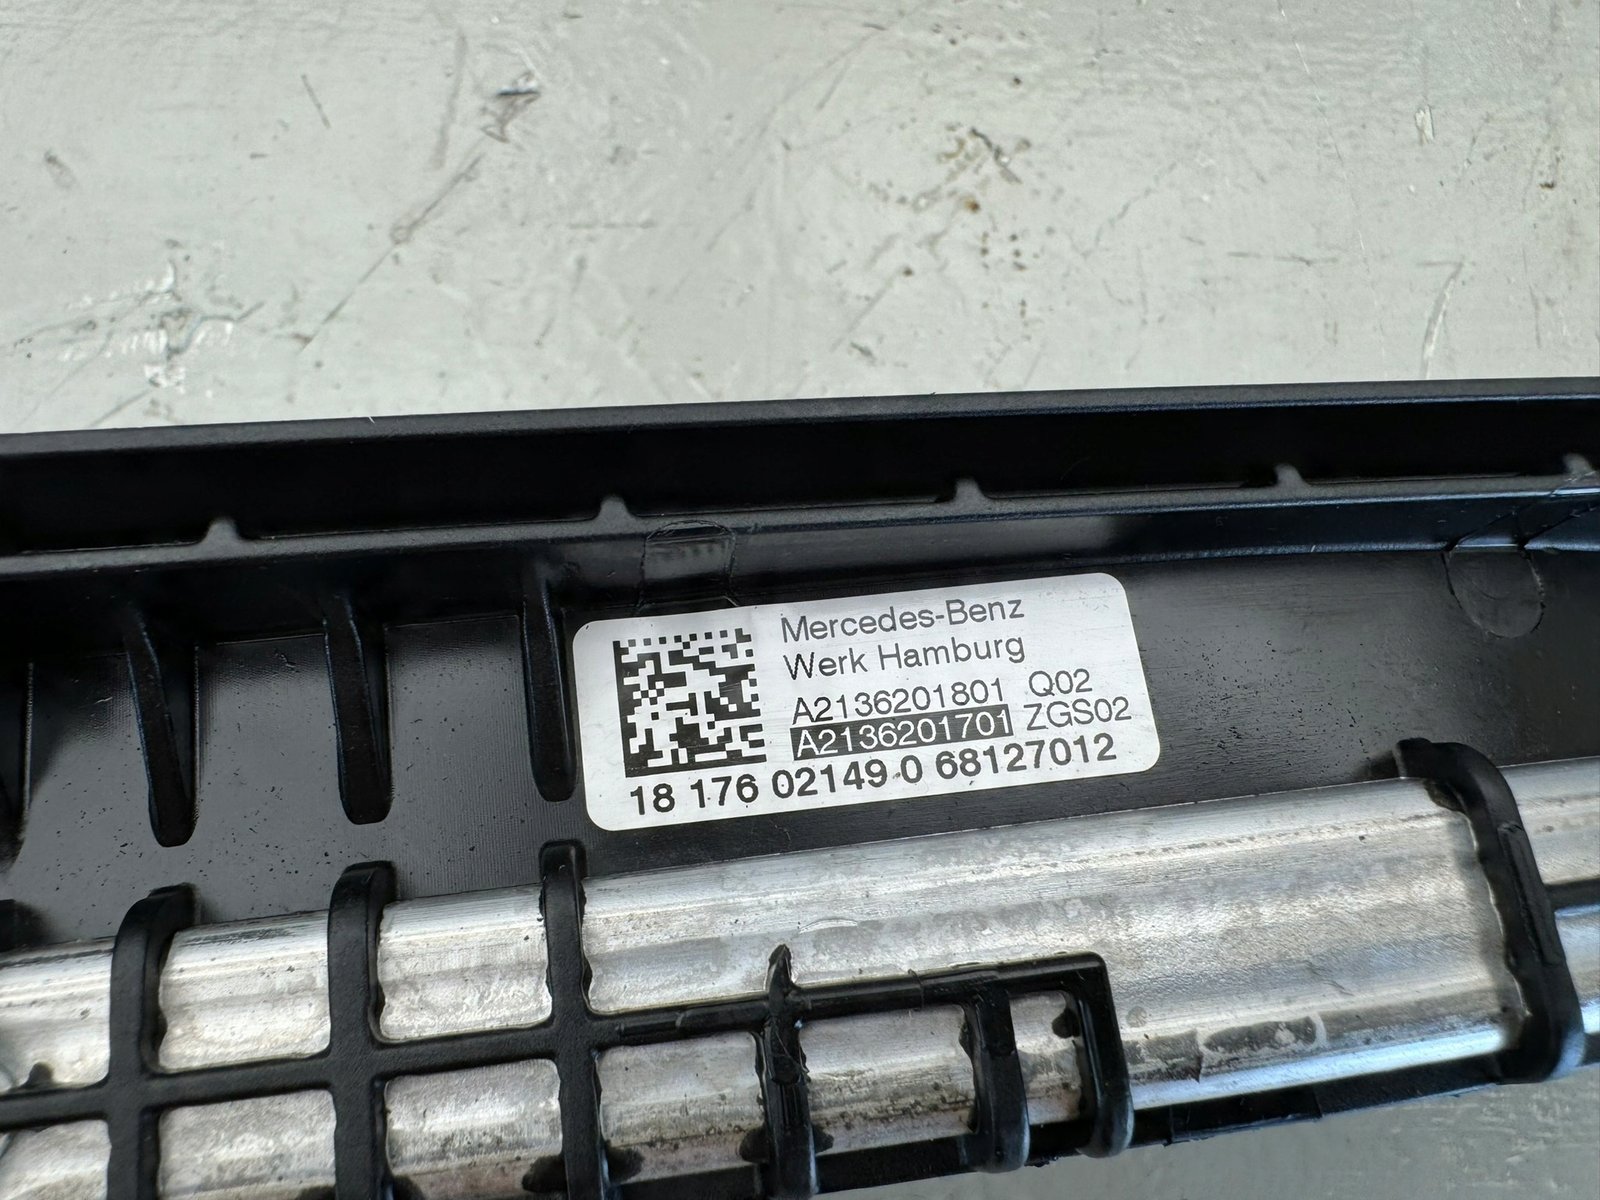 Mercedes-Benz
Werk Hamburg
A2136201801 Q02
A2136201701 ZGS02
18 176 02149 0 68127012